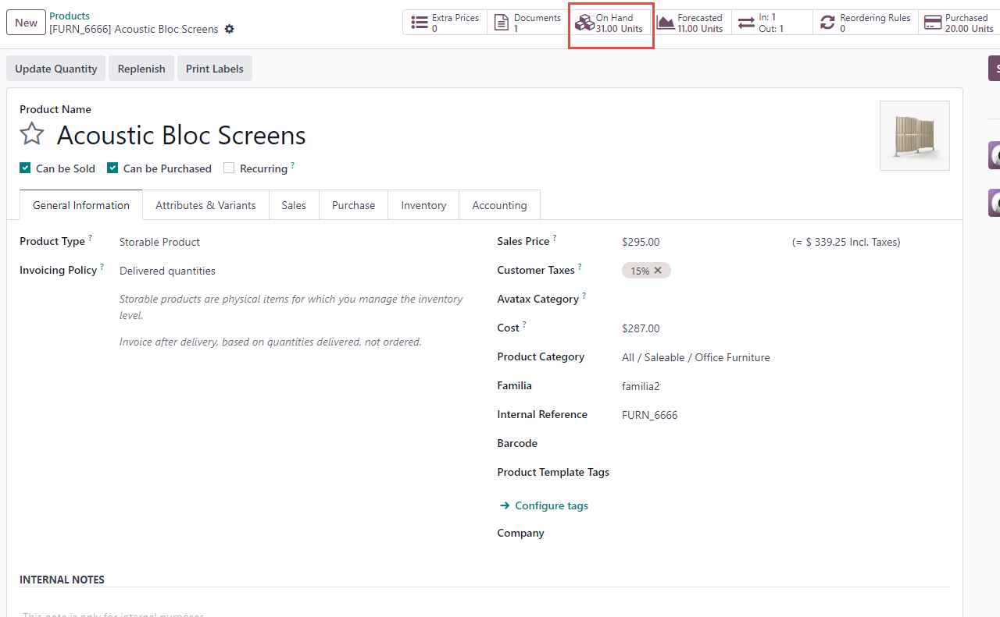 New
Products
[FURN_6666] Acoustic Bloc Screens
Extra Prices
0
Documents
1
On Hand
31.00 Units
Forecasted
11.00 Units
In: 1
Out: 1
Reordering Rules
0
Purchased
20.00 Units
Update Quantity
Replenish
Print Labels
Product Name
Acoustic Bloc Screens
Can be Sold
Can be Purchased
Recurring ?
General Information
Attributes & Variants
Sales
Purchase
Inventory
Accounting
Product Type ?
Storable Product
Invoicing Policy ?
Delivered quantities
Storable products are physical items for which you manage the inventory
level.
Invoice after delivery, based on quantities delivered, not ordered.
Sales Price ?
$295.00
(= $ 339.25 Incl. Taxes)
Customer Taxes ?
15%
Avatax Category ?
Cost ?
$287.00
Product Category
All / Saleable / Office Furniture
Familia
familia2
Internal Reference
FURN_6666
Barcode
Product Template Tags
Configure tags
Company
INTERNAL NOTES
This note is only for internal purposes.